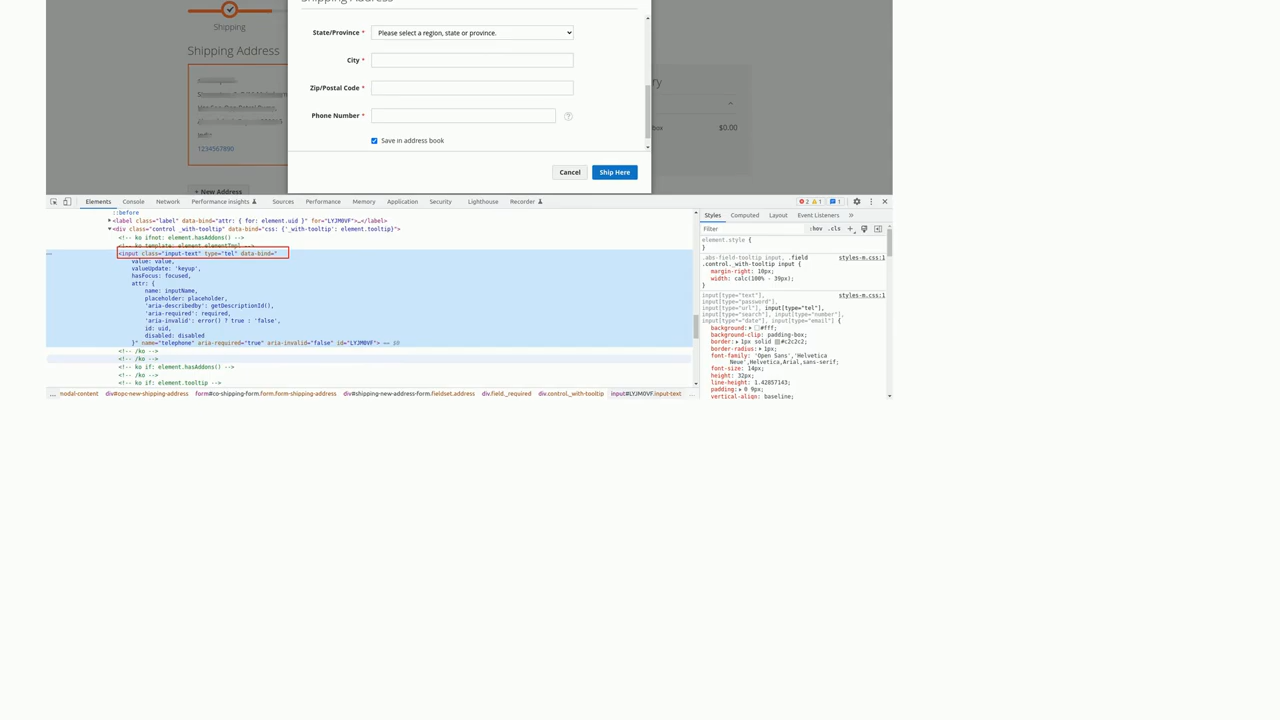 Shipping Address
Shipping
Shipping Address
1234567890
+ New Address
State/Province *
Please select a region, state or province.
City *
Zip/Postal Code *
Phone Number *
Save in address book
Cancel
Ship Here
$0.00
Elements Console Network Performance insights Sources Performance Memory Application Security Lighthouse Recorder 2 1 1
::before
<label class="label" data-bind="attr: { for: element.uid }" for="LYJM0VF">…</label>
<div class="control _with-tooltip" data-bind="css: {'_with-tooltip': element.tooltip}">
<!-- ko ifnot: element.hasAddons() -->
<!-- ko template: element.elementTmpl -->
<input class="input-text" type="tel" data-bind="
value: value,
valueUpdate: 'keyup',
hasFocus: focused,
attr: {
name: inputName,
placeholder: placeholder,
'aria-describedby': getDescriptionId(),
'aria-required': required,
'aria-invalid': error() ? true : 'false',
id: uid,
disabled: disabled
}" name="telephone" aria-required="true" aria-invalid="false" id="LYJM0VF"> == $0
<!-- /ko -->
<!-- /ko -->
<!-- ko if: element.hasAddons() -->
<!-- /ko -->
<!-- ko if: element.tooltip -->
... nodal-content div#opc-new-shipping-address form#co-shipping-form.form.form-shipping-address div#shipping-new-address-form.fieldset.address div.field._required div.control._with-tooltip input#LYJM0VF.input-text ...
Styles Computed Layout Event Listeners »
Filter :hov .cls +
element.style {
}
.abs-field-tooltip input, .field styles-m.css:1
.control._with-tooltip input {
margin-right: 10px;
width: calc(100% - 39px);
}
input[type="text"], styles-m.css:1
input[type="password"],
input[type="url"], input[type="tel"],
input[type="search"], input[type="number"],
input[type*="date"], input[type="email"] {
background: #fff;
background-clip: padding-box;
border: 1px solid #c2c2c2;
border-radius: 1px;
font-family: 'Open Sans','Helvetica
Neue',Helvetica,Arial,sans-serif;
font-size: 14px;
height: 32px;
line-height: 1.42857143;
padding: 0 9px;
vertical-align: baseline;